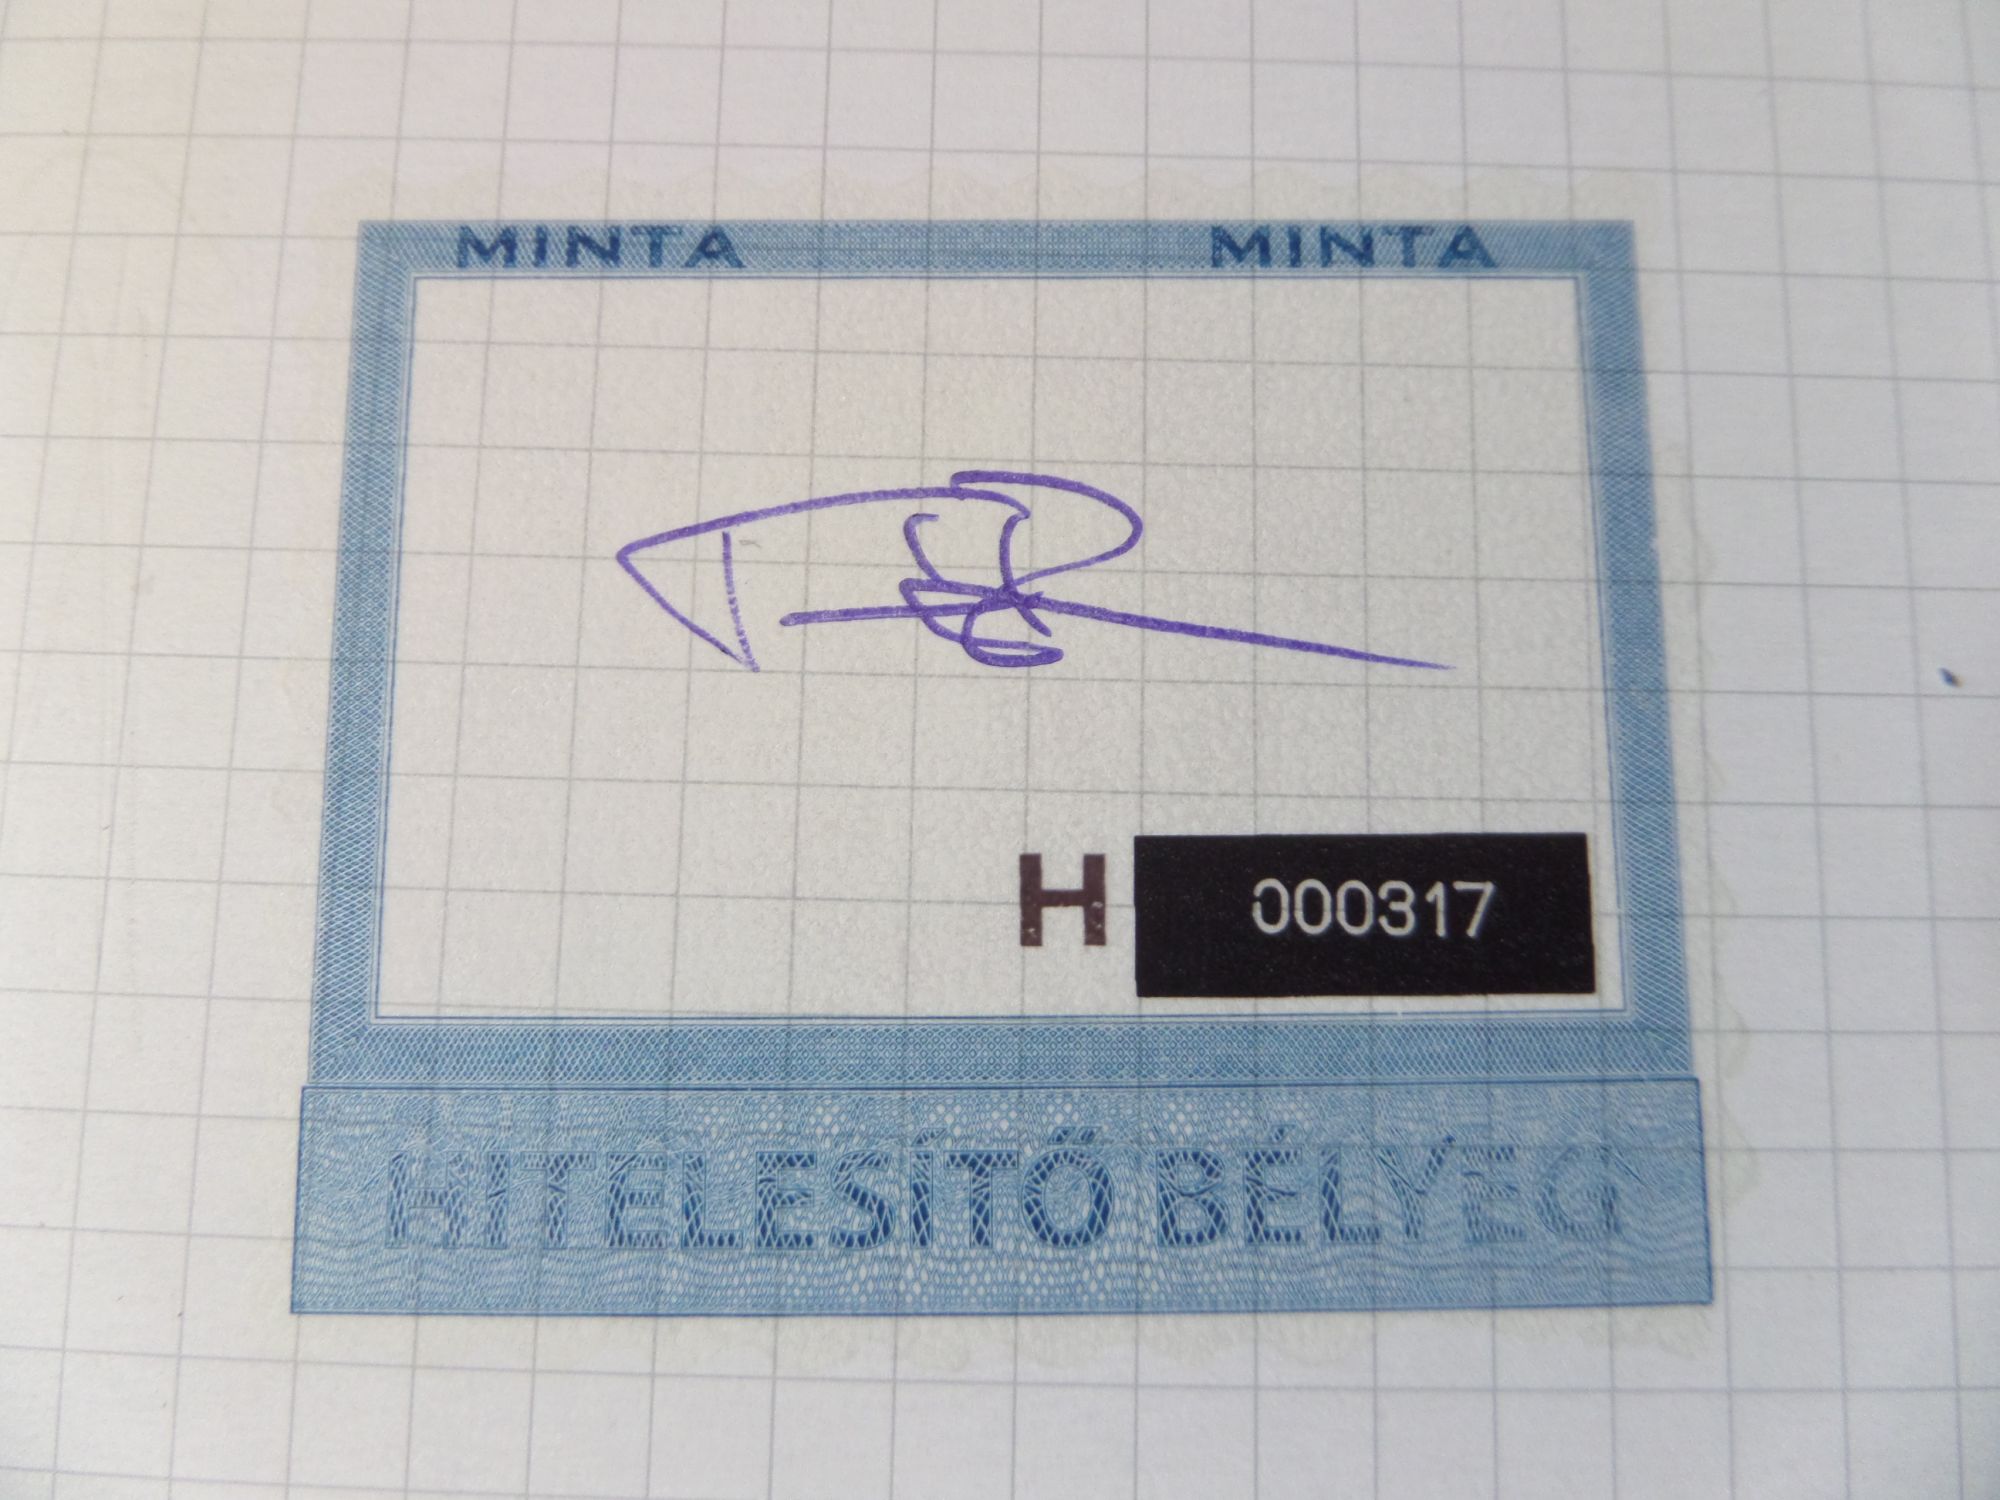 MINTA MINTA
H 000317
HITELESÍTŐ BÉLYEG